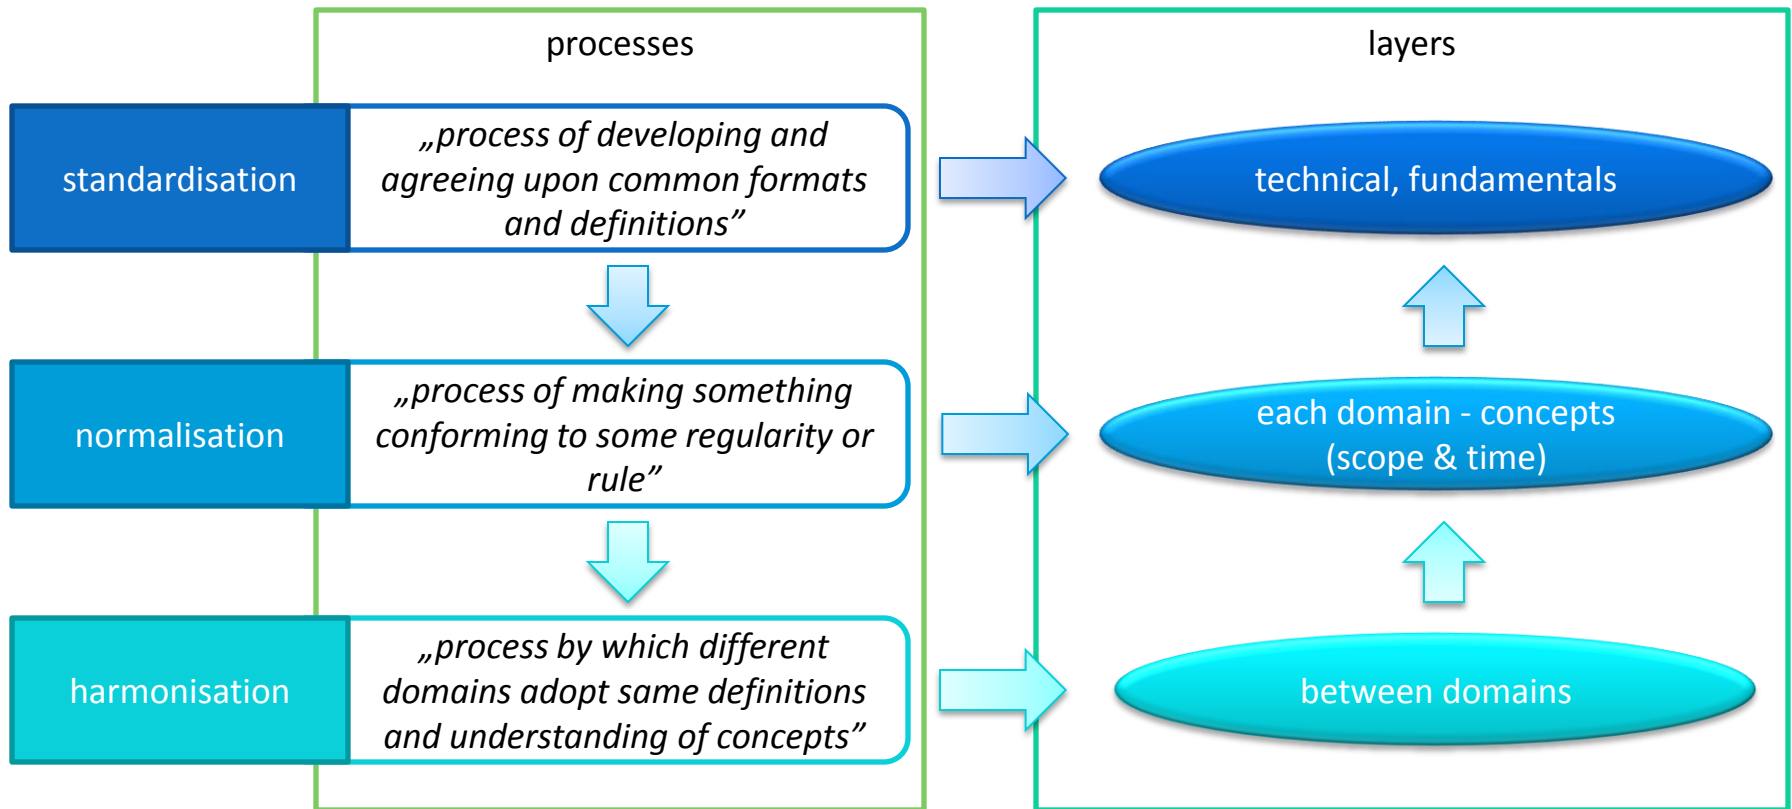 processes
layers
standardisation
„process of developing and
agreeing upon common formats
and definitions”
technical, fundamentals
normalisation
„process of making something
conforming to some regularity or
rule”
each domain - concepts
(scope & time)
harmonisation
„process by which different
domains adopt same definitions
and understanding of concepts”
between domains